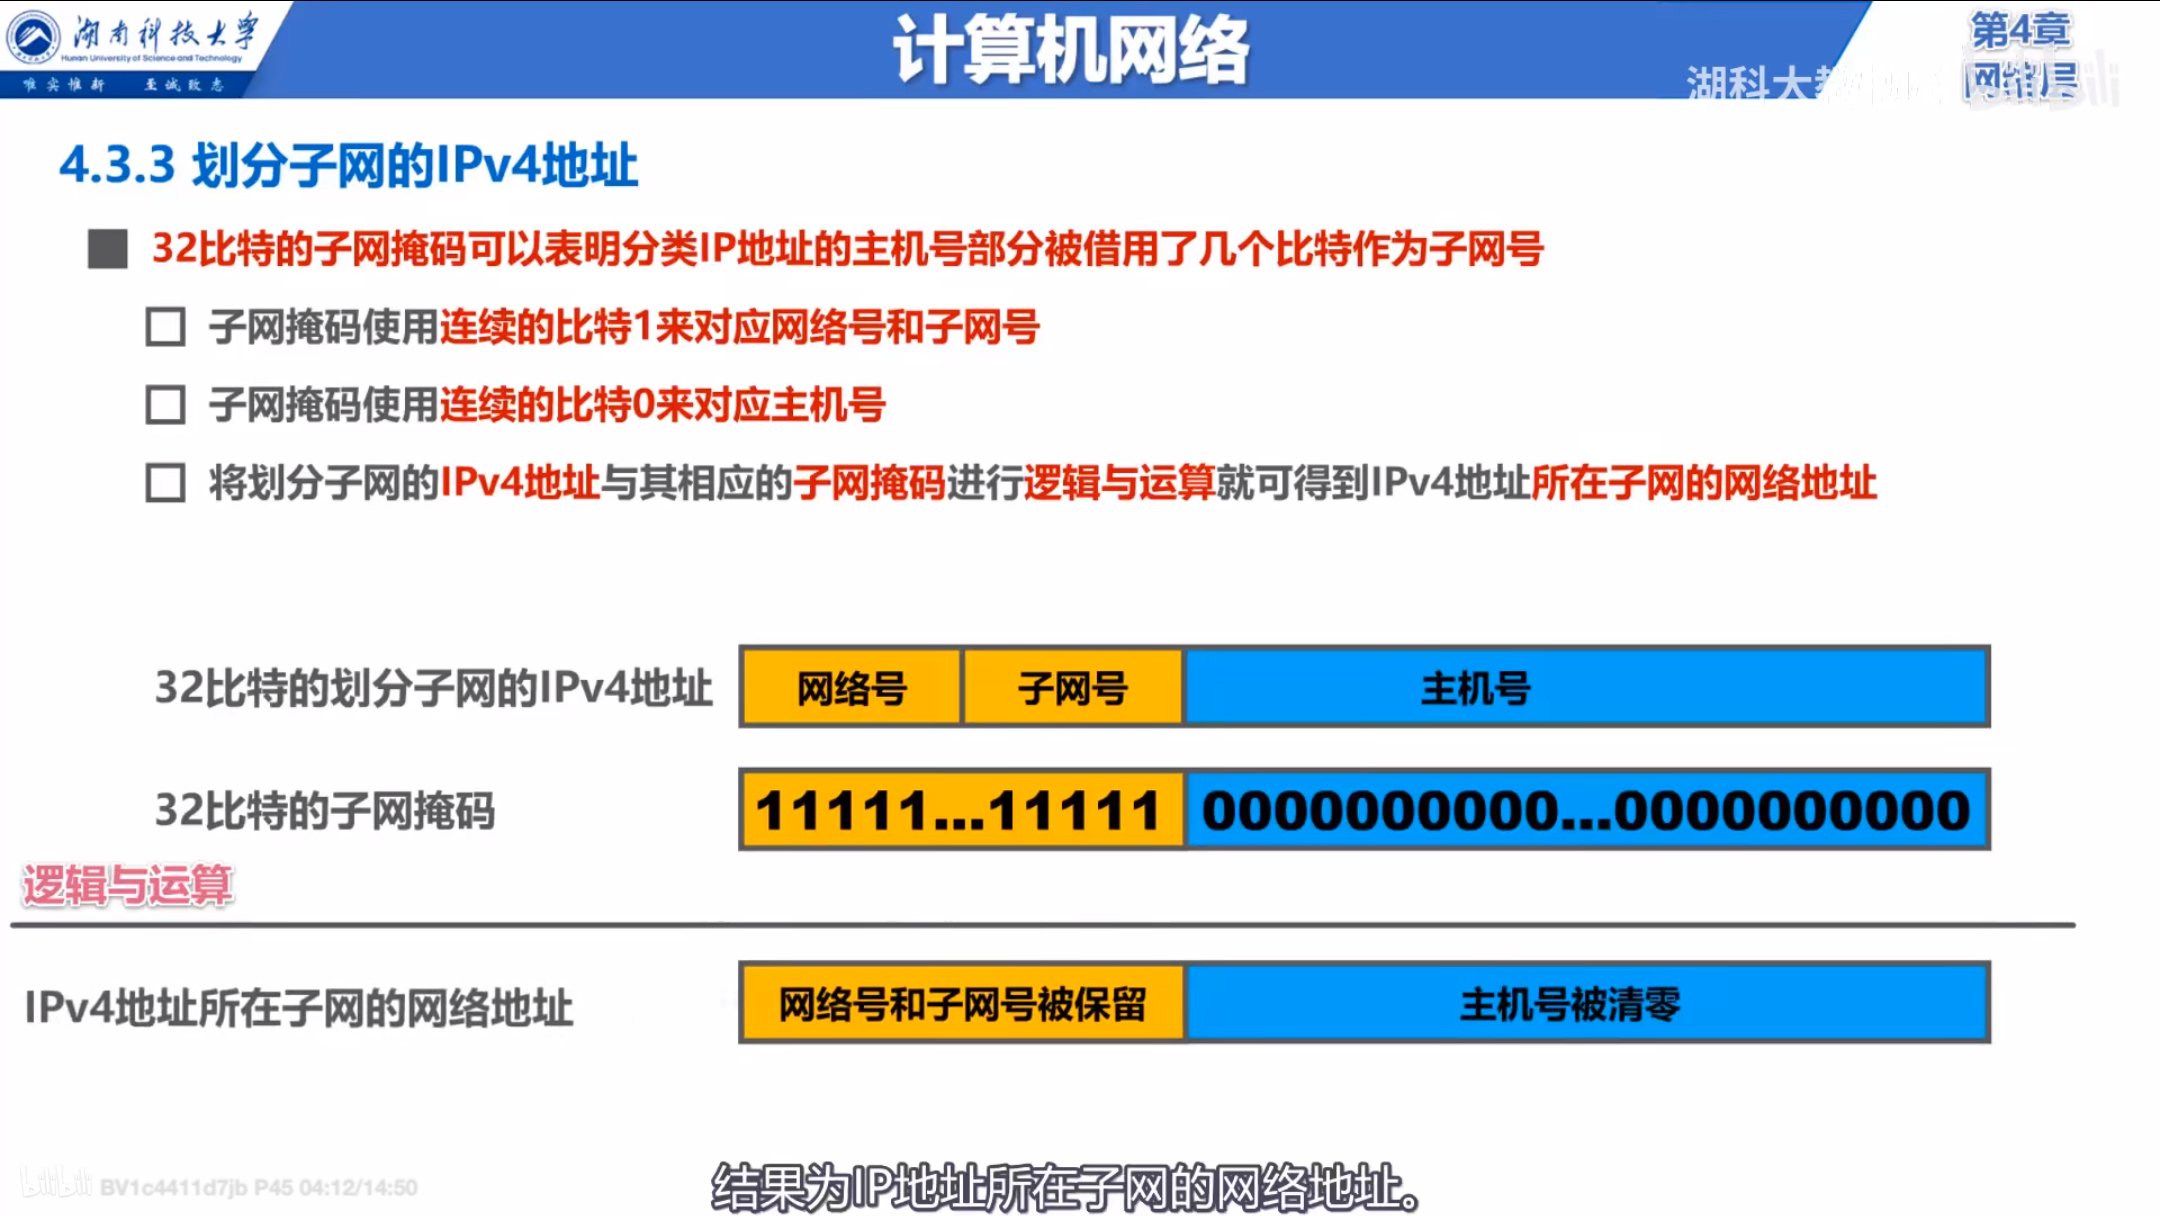 湖南科技大学
Hunan University of Science and Technology
唯实惟新 至诚致志
计算机网络
第4章
网络层
湖科大教
4.3.3 划分子网的IPv4地址
32比特的子网掩码可以表明分类IP地址的主机号部分被借用了几个比特作为子网号
子网掩码使用连续的比特1来对应网络号和子网号
子网掩码使用连续的比特0来对应主机号
将划分子网的IPv4地址与其相应的子网掩码进行逻辑与运算就可得到IPv4地址所在子网的网络地址
32比特的划分子网的IPv4地址 网络号 子网号 主机号
32比特的子网掩码 11111...11111 0000000000...0000000000
逻辑与运算
IPv4地址所在子网的网络地址 网络号和子网号被保留 主机号被清零
bilibili BV1c4411d7jb P45 04:12/14:50
结果为IP地址所在子网的网络地址。